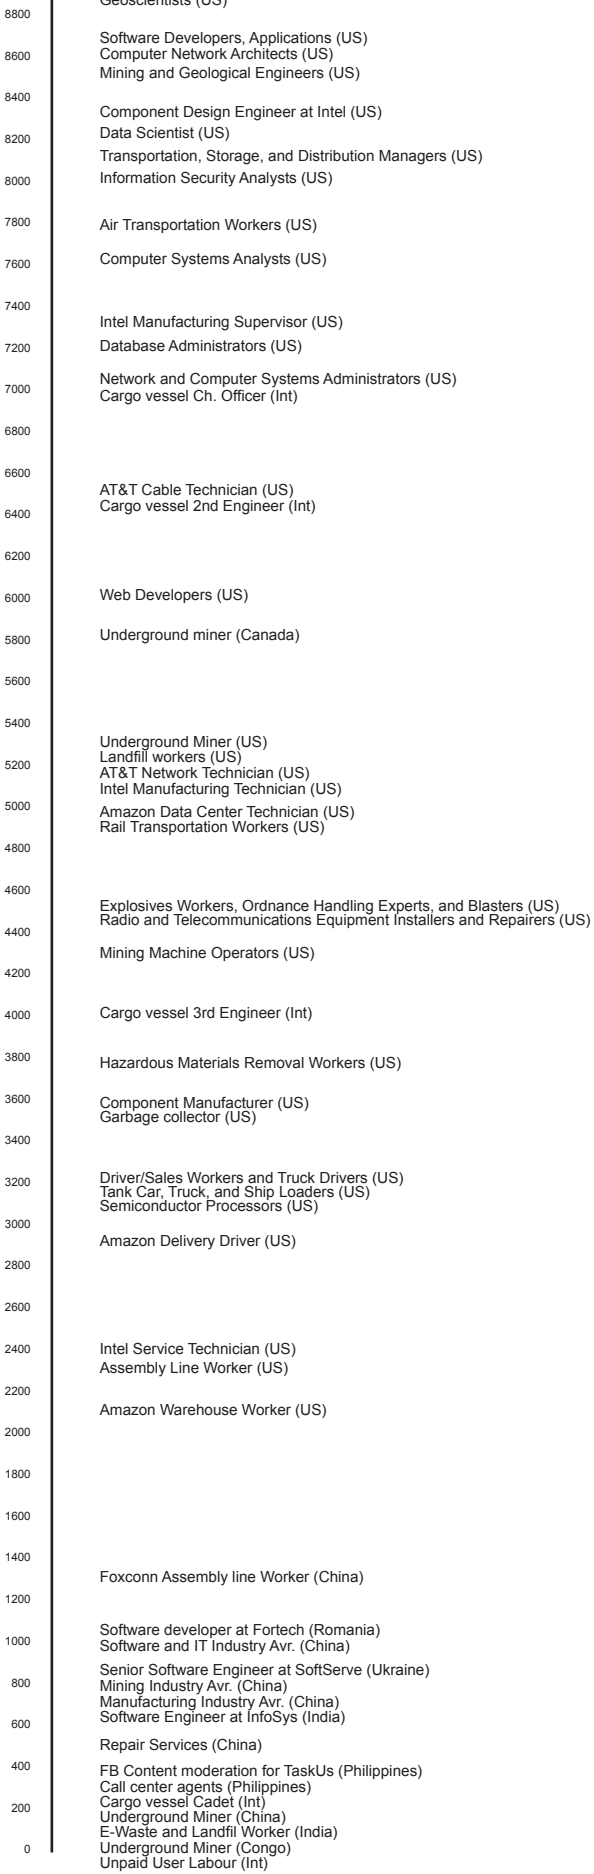 Geoscientists (US)
8800
Software Developers, Applications (US)
Computer Network Architects (US)
8600
Mining and Geological Engineers (US)
8400
Component Design Engineer at Intel (US)
Data Scientist (US)
8200
Transportation, Storage, and Distribution Managers (US)
Information Security Analysts (US)
8000
7800
Air Transportation Workers (US)
Computer Systems Analysts (US)
7600
7400
Intel Manufacturing Supervisor (US)
Database Administrators (US)
7200
Network and Computer Systems Administrators (US)
7000
Cargo vessel Ch. Officer (Int)
6800
6600
AT&T Cable Technician (US)
Cargo vessel 2nd Engineer (Int)
6400
6200
Web Developers (US)
6000
Underground miner (Canada)
5800
5600
5400
Underground Miner (US)
Landfill workers (US)
5200
AT&T Network Technician (US)
Intel Manufacturing Technician (US)
5000
Amazon Data Center Technician (US)
Rail Transportation Workers (US)
4800
4600
Explosives Workers, Ordnance Handling Experts, and Blasters (US)
Radio and Telecommunications Equipment Installers and Repairers (US)
4400
Mining Machine Operators (US)
4200
Cargo vessel 3rd Engineer (Int)
4000
3800
Hazardous Materials Removal Workers (US)
3600
Component Manufacturer (US)
Garbage collector (US)
3400
Driver/Sales Workers and Truck Drivers (US)
3200
Tank Car, Truck, and Ship Loaders (US)
Semiconductor Processors (US)
3000
Amazon Delivery Driver (US)
2800
2600
Intel Service Technician (US)
2400
Assembly Line Worker (US)
2200
Amazon Warehouse Worker (US)
2000
1800
1600
1400
Foxconn Assembly line Worker (China)
1200
Software developer at Fortech (Romania)
1000
Software and IT Industry Avr. (China)
Senior Software Engineer at SoftServe (Ukraine)
800
Mining Industry Avr. (China)
Manufacturing Industry Avr. (China)
Software Engineer at InfoSys (India)
600
Repair Services (China)
400
FB Content moderation for TaskUs (Philippines)
Call center agents (Philippines)
Cargo vessel Cadet (Int)
200
Underground Miner (China)
E-Waste and Landfil Worker (India)
Underground Miner (Congo)
0
Unpaid User Labour (Int)